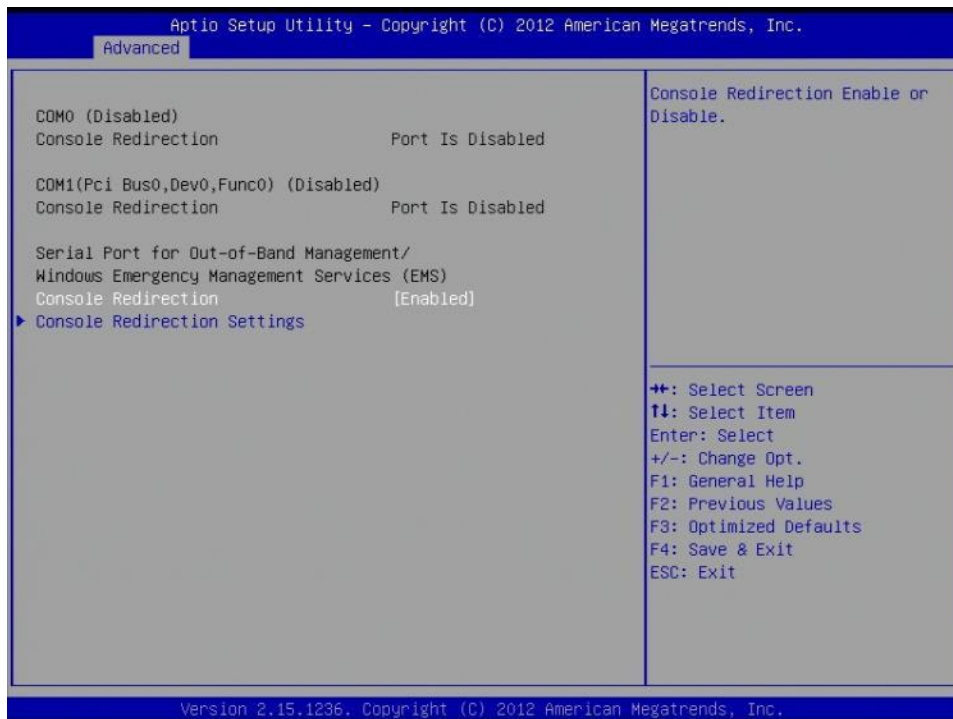 Aptio Setup Utility – Copyright (C) 2012 American Megatrends, Inc.
Advanced
COM0 (Disabled)
Console Redirection Port Is Disabled
COM1(Pci Bus0,Dev0,Func0) (Disabled)
Console Redirection Port Is Disabled
Serial Port for Out-of-Band Management/
Windows Emergency Management Services (EMS)
Console Redirection [Enabled]
Console Redirection Settings
Console Redirection Enable or
Disable.
→←: Select Screen
↑↓: Select Item
Enter: Select
+/-: Change Opt.
F1: General Help
F2: Previous Values
F3: Optimized Defaults
F4: Save & Exit
ESC: Exit
Version 2.15.1236. Copyright (C) 2012 American Megatrends, Inc.